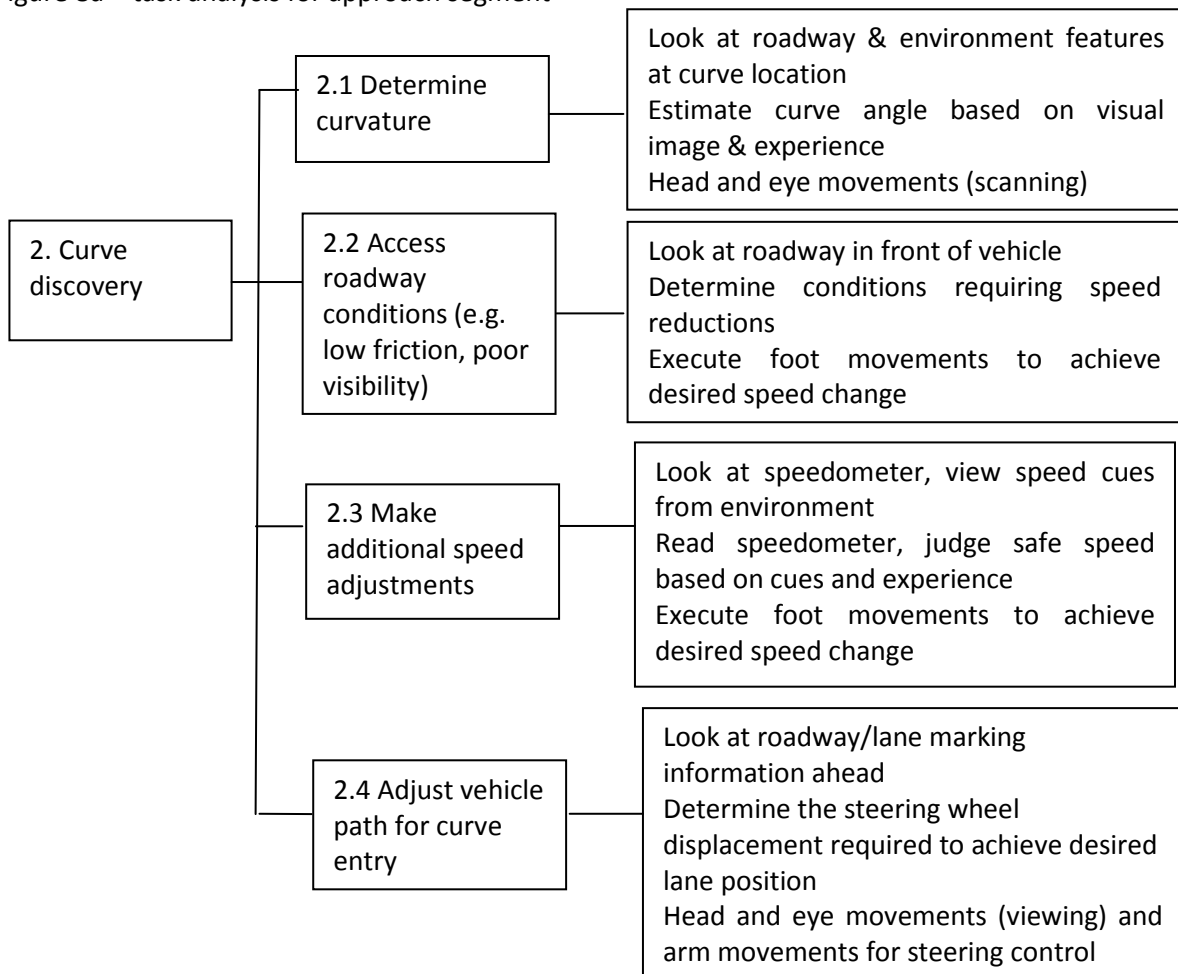 Figure 3a – task analysis for approach segment
2. Curve
discovery
2.1 Determine
curvature
Look at roadway & environment features
at curve location
Estimate curve angle based on visual
image & experience
Head and eye movements (scanning)
2.2 Access
roadway
conditions (e.g.
low friction, poor
visibility)
Look at roadway in front of vehicle
Determine conditions requiring speed
reductions
Execute foot movements to achieve
desired speed change
2.3 Make
additional speed
adjustments
Look at speedometer, view speed cues
from environment
Read speedometer, judge safe speed
based on cues and experience
Execute foot movements to achieve
desired speed change
2.4 Adjust vehicle
path for curve
entry
Look at roadway/lane marking
information ahead
Determine the steering wheel
displacement required to achieve desired
lane position
Head and eye movements (viewing) and
arm movements for steering control